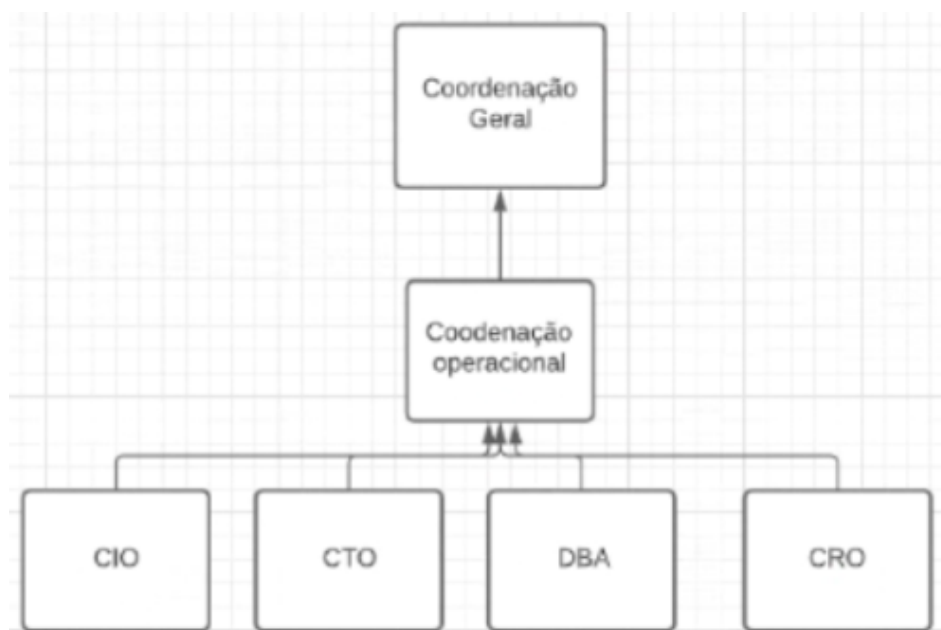 Coordenação
Geral
Coodenação
operacional
CIO
CTO
DBA
CRO